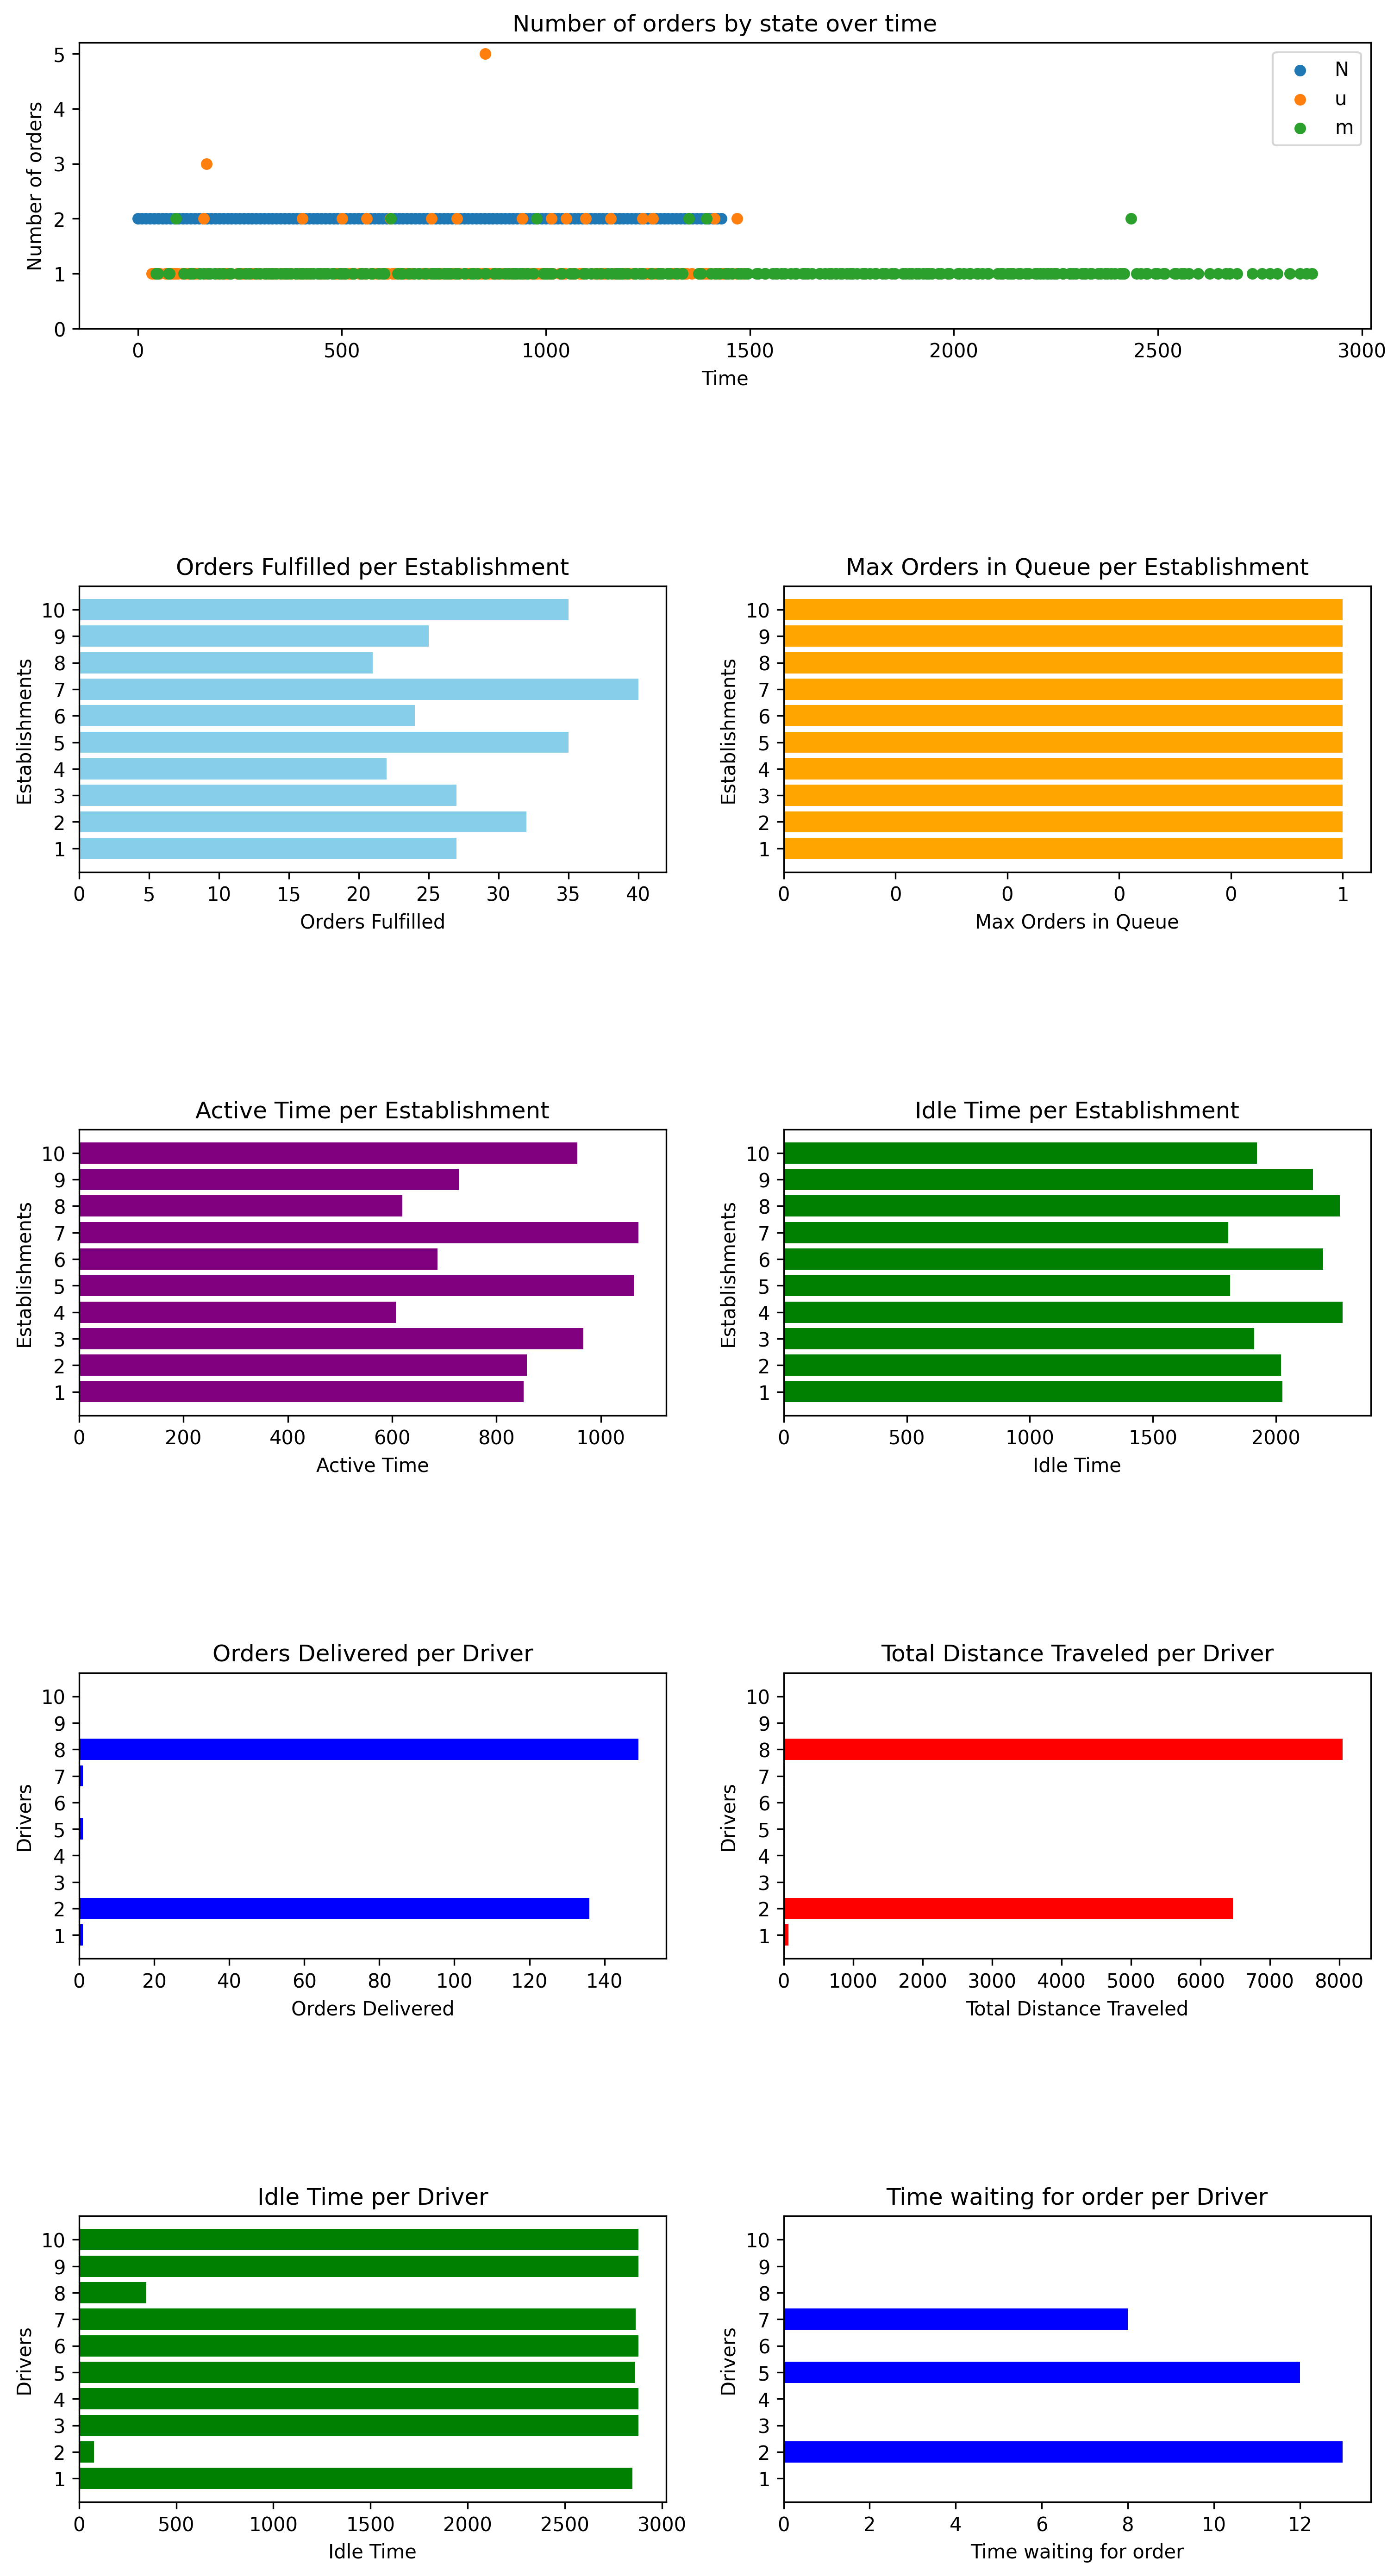 Number of orders by state over time
Number of orders
5
4
3
2
1
0
N
u
m
0 500 1000 1500 2000 2500 3000
Time
Orders Fulfilled per Establishment
Establishments
10
9
8
7
6
5
4
3
2
1
0 5 10 15 20 25 30 35 40
Orders Fulfilled
Max Orders in Queue per Establishment
Establishments
10
9
8
7
6
5
4
3
2
1
0 0 0 0 0 1
Max Orders in Queue
Active Time per Establishment
Establishments
10
9
8
7
6
5
4
3
2
1
0 200 400 600 800 1000
Active Time
Idle Time per Establishment
Establishments
10
9
8
7
6
5
4
3
2
1
0 500 1000 1500 2000
Idle Time
Orders Delivered per Driver
Drivers
10
9
8
7
6
5
4
3
2
1
0 20 40 60 80 100 120 140
Orders Delivered
Total Distance Traveled per Driver
Drivers
10
9
8
7
6
5
4
3
2
1
0 1000 2000 3000 4000 5000 6000 7000 8000
Total Distance Traveled
Idle Time per Driver
Drivers
10
9
8
7
6
5
4
3
2
1
0 500 1000 1500 2000 2500 3000
Idle Time
Time waiting for order per Driver
Drivers
10
9
8
7
6
5
4
3
2
1
0 2 4 6 8 10 12
Time waiting for order